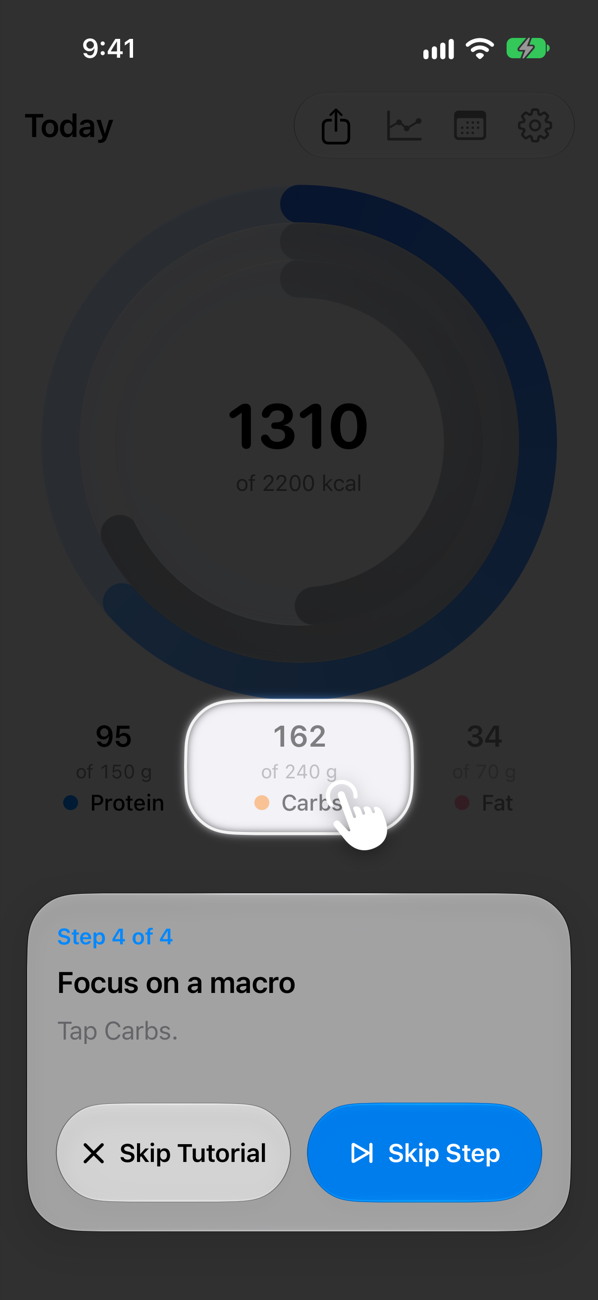 9:41
Today
1310
of 2200 kcal
95
of 150 g
Protein
162
of 240 g
Carbs
34
of 70 g
Fat
Step 4 of 4
Focus on a macro
Tap Carbs.
Skip Tutorial
Skip Step